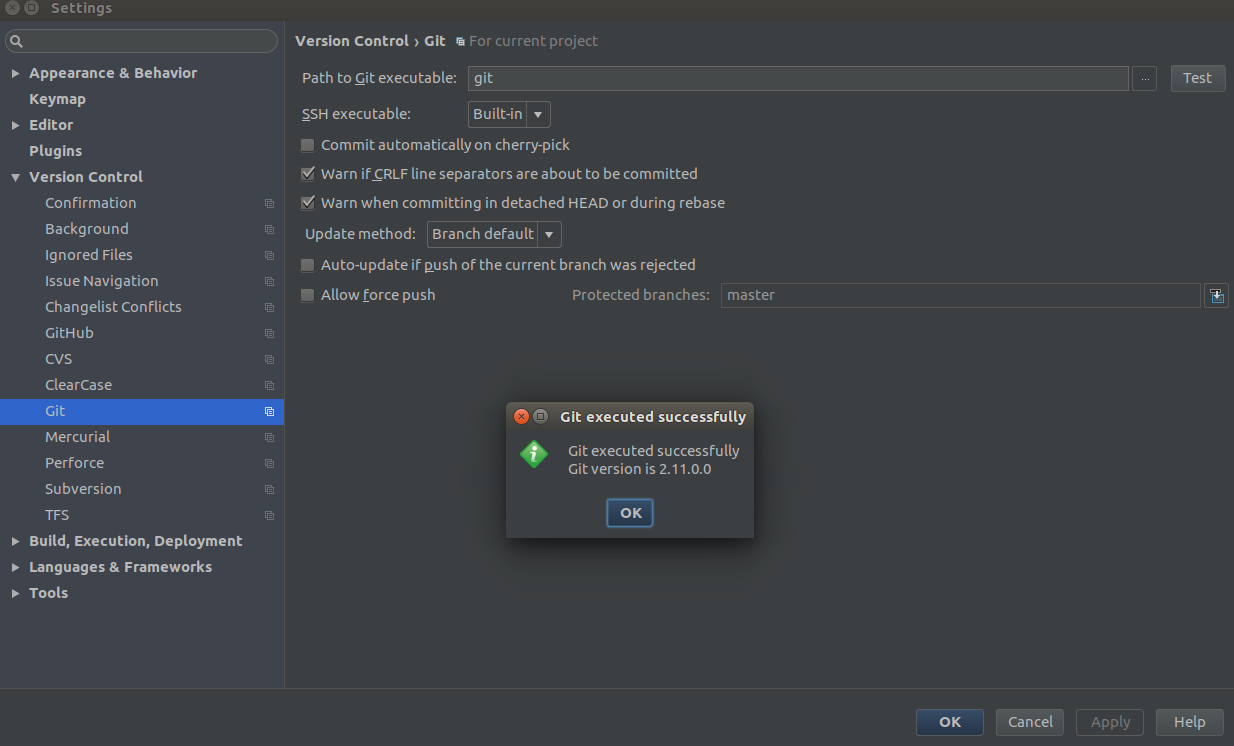 Settings
Appearance & Behavior
Keymap
Editor
Plugins
Version Control
Confirmation
Background
Ignored Files
Issue Navigation
Changelist Conflicts
GitHub
CVS
ClearCase
Git
Mercurial
Perforce
Subversion
TFS
Build, Execution, Deployment
Languages & Frameworks
Tools
Version Control › Git For current project
Path to Git executable: git ... Test
SSH executable: Built-in
Commit automatically on cherry-pick
Warn if CRLF line separators are about to be committed
Warn when committing in detached HEAD or during rebase
Update method: Branch default
Auto-update if push of the current branch was rejected
Allow force push Protected branches: master
Git executed successfully
Git executed successfully
Git version is 2.11.0.0
OK
OK Cancel Apply Help